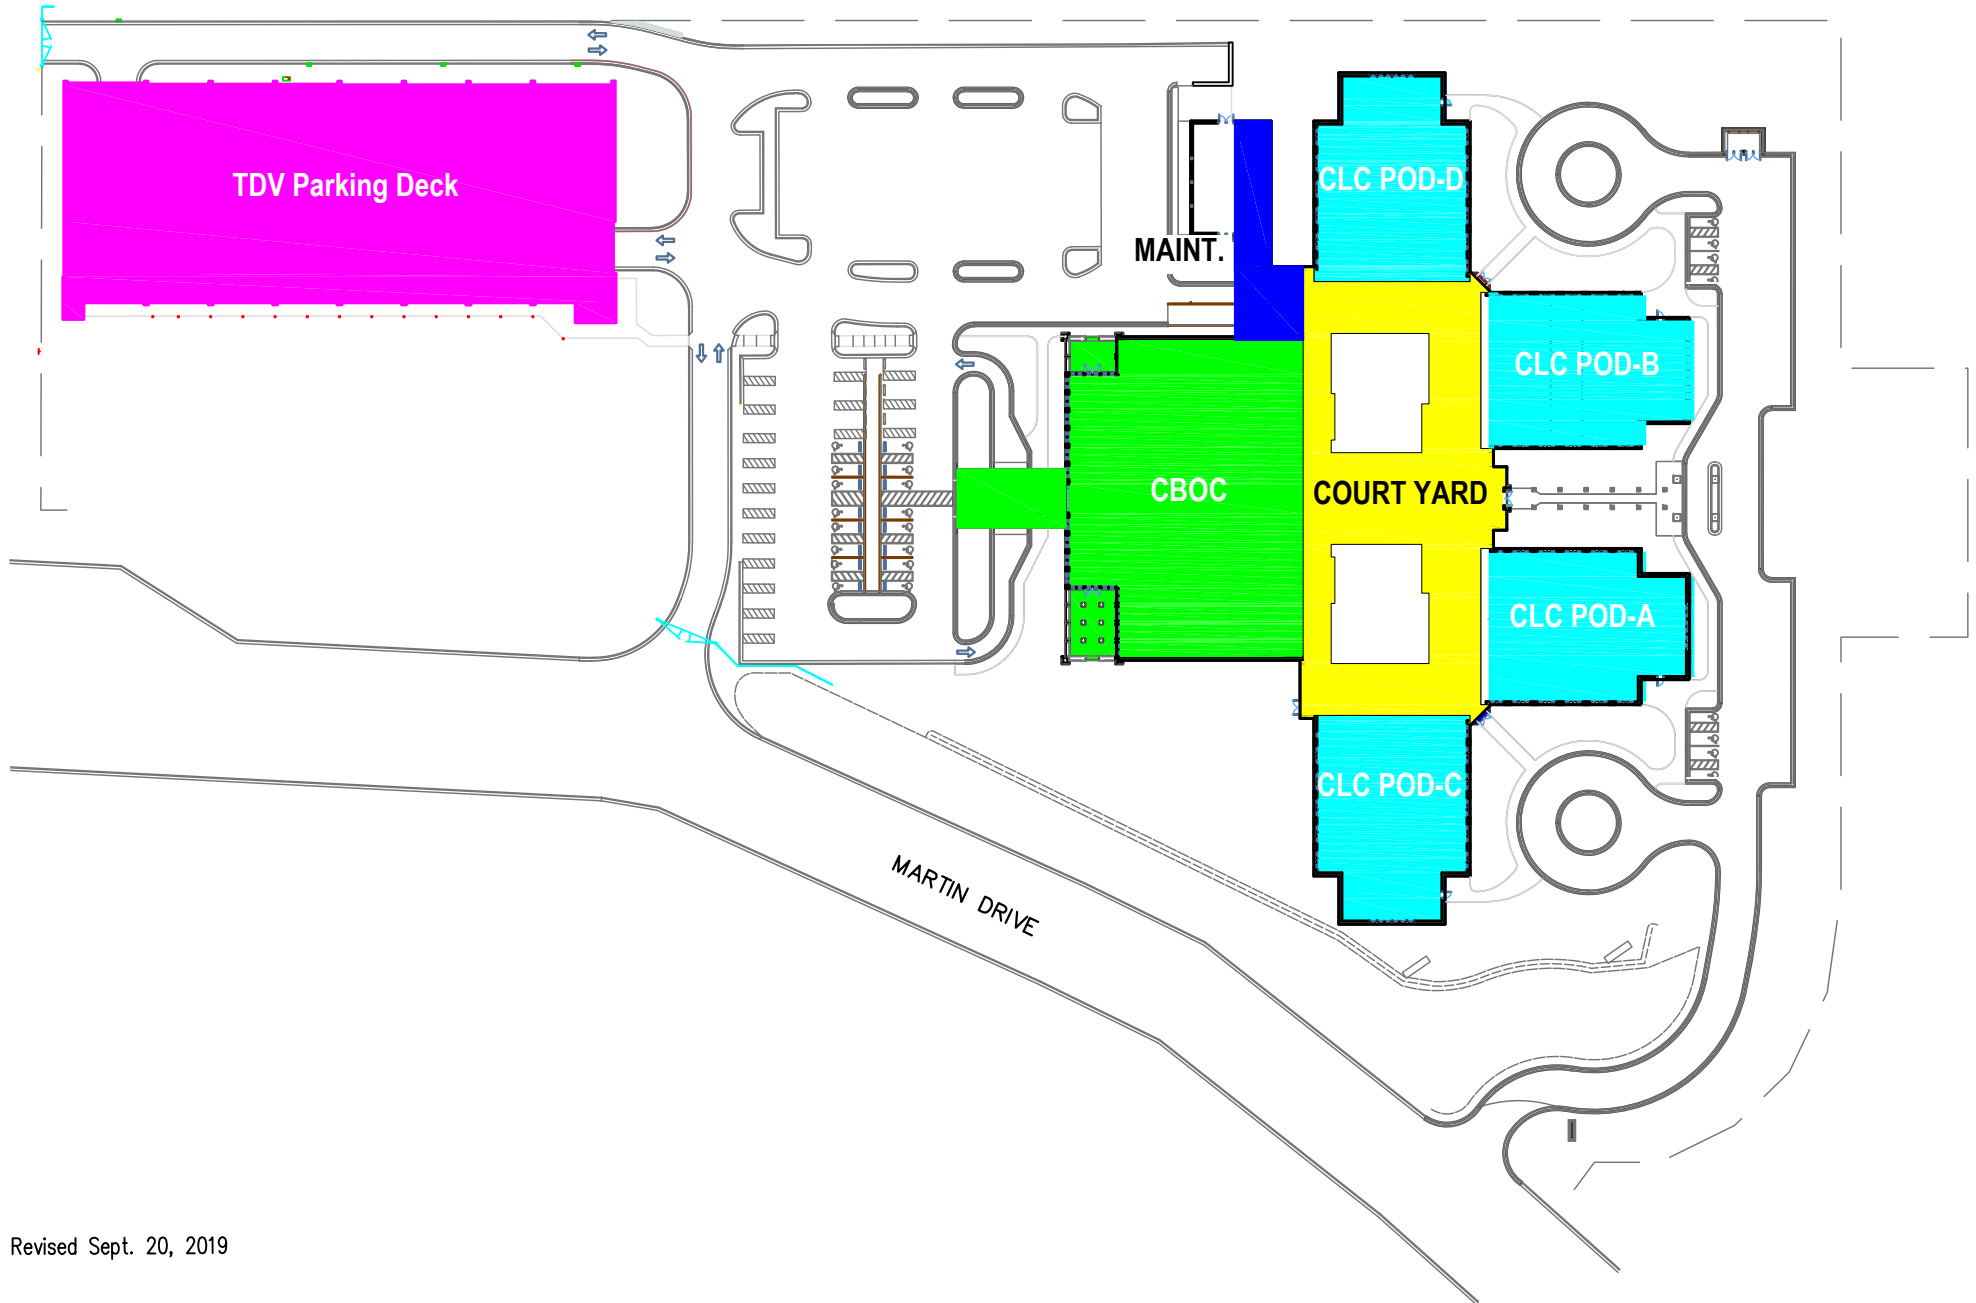 TDV Parking Deck
CLC POD-D
MAINT.
CLC POD-B
CBOC
COURT YARD
CLC POD-A
CLC POD-C
MARTIN DRIVE
Revised Sept. 20, 2019